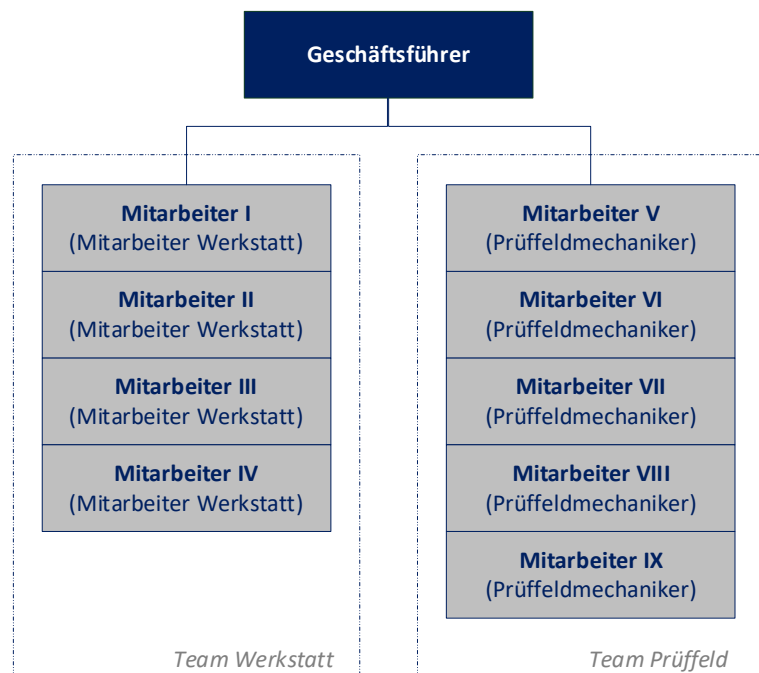 Geschäftsführer
Mitarbeiter I
(Mitarbeiter Werkstatt)
Mitarbeiter II
(Mitarbeiter Werkstatt)
Mitarbeiter III
(Mitarbeiter Werkstatt)
Mitarbeiter IV
(Mitarbeiter Werkstatt)
Team Werkstatt
Mitarbeiter V
(Prüffeldmechaniker)
Mitarbeiter VI
(Prüffeldmechaniker)
Mitarbeiter VII
(Prüffeldmechaniker)
Mitarbeiter VIII
(Prüffeldmechaniker)
Mitarbeiter IX
(Prüffeldmechaniker)
Team Prüffeld